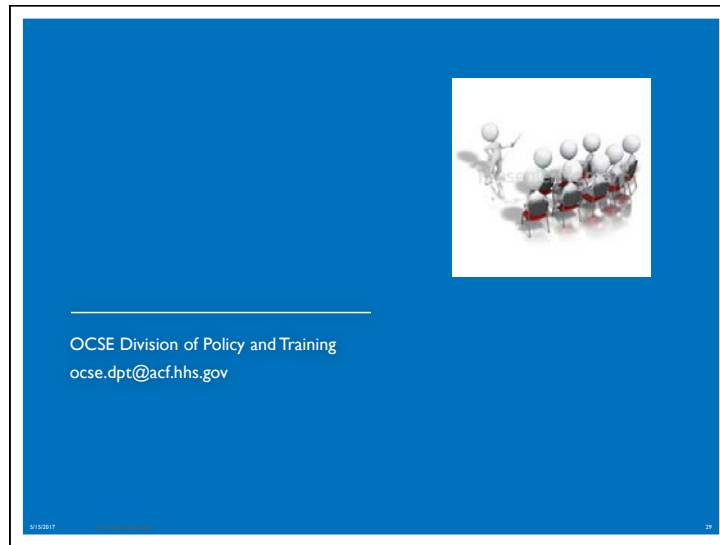 OCSE Division of Policy and Training
ocse.dpt@acf.hhs.gov
5/15/2017
29